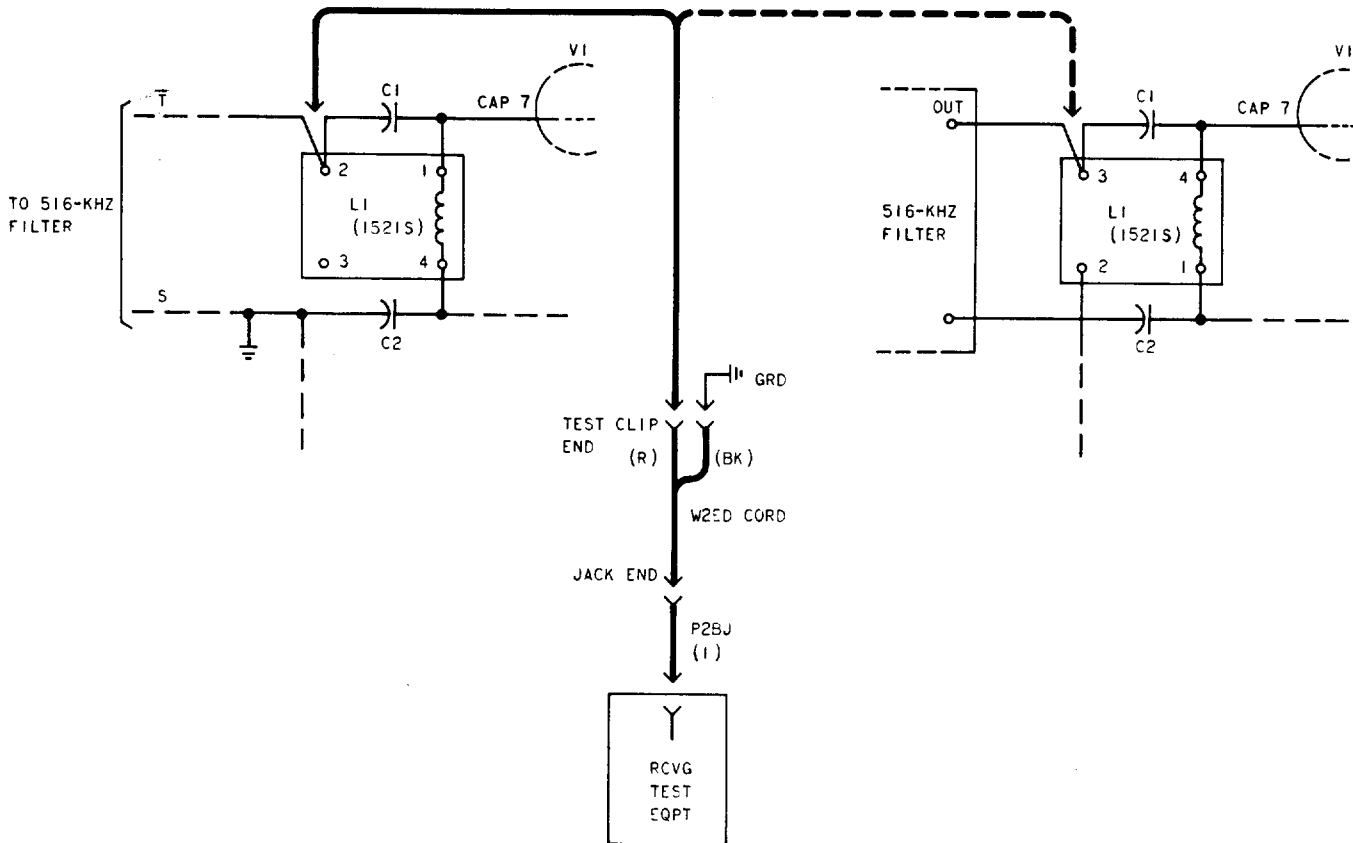 V1
C1
CAP 7
T
2
1
L1
(1521S)
3
4
TO 516-KHZ
FILTER
S
C2
V1
C1
CAP 7
OUT
3
4
L1
(1521S)
2
1
516-KHZ
FILTER
C2
GRD
TEST CLIP
END
(R)
(BK)
W2ED CORD
JACK END
P2BJ
(1)
RCVG
TEST
EQPT